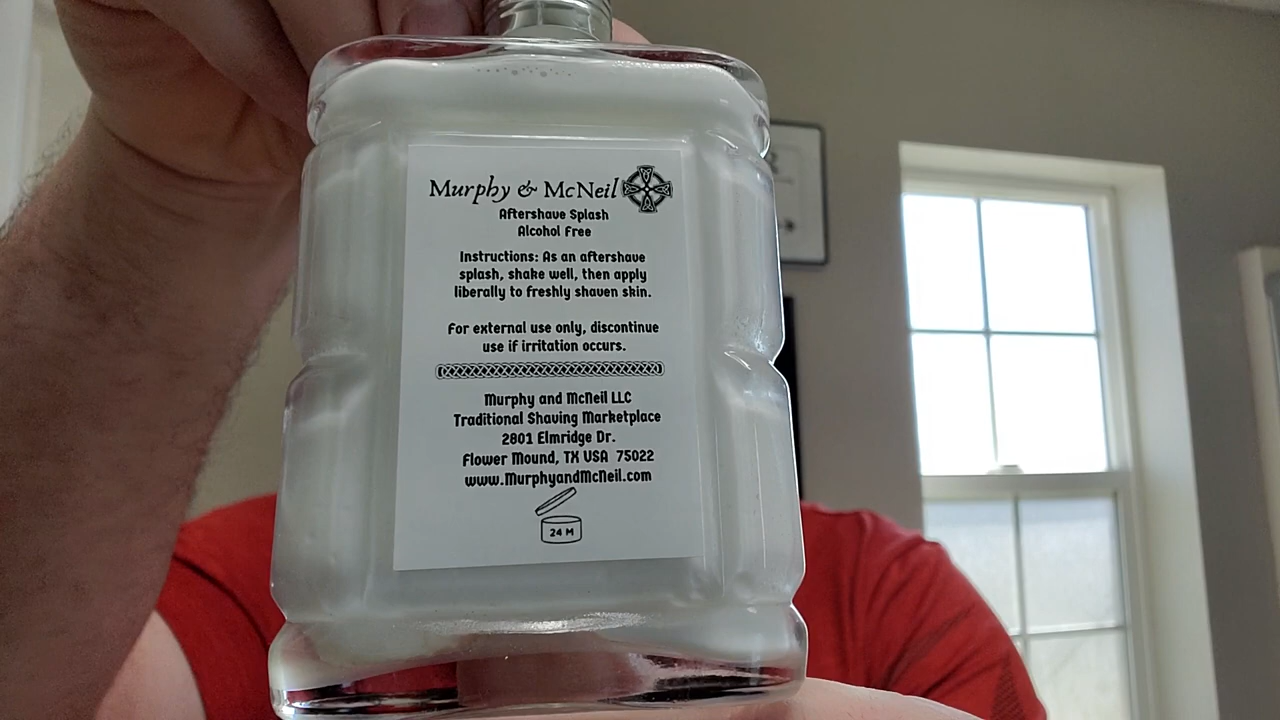 Murphy & McNeil
Aftershave Splash
Alcohol Free
Instructions: As an aftershave
splash, shake well, then apply
liberally to freshly shaven skin.
For external use only, discontinue
use if irritation occurs.
Murphy and McNeil LLC
Traditional Shaving Marketplace
2801 Elmridge Dr.
Flower Mound, TX USA 75022
www.MurphyandMcNeil.com
24 M